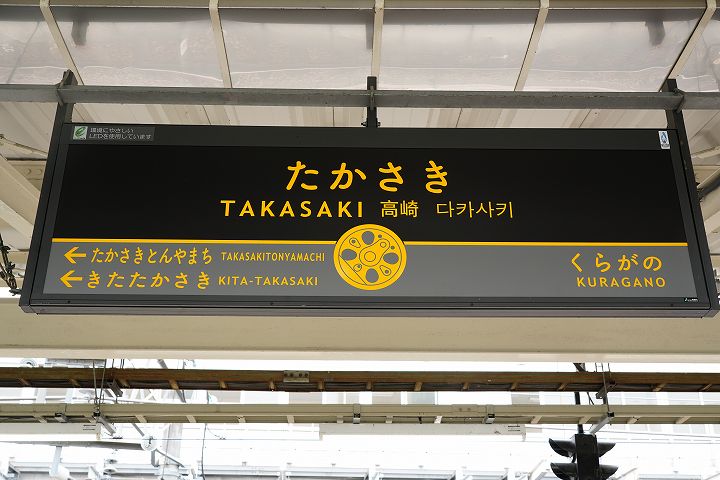 環境にやさしい
LEDを使用しています
たかさき
TAKASAKI 高崎 다카사키
←たかさきとんやまち TAKASAKITONYAMACHI
←きたたかさき KITA-TAKASAKI
くらがの
KURAGANO